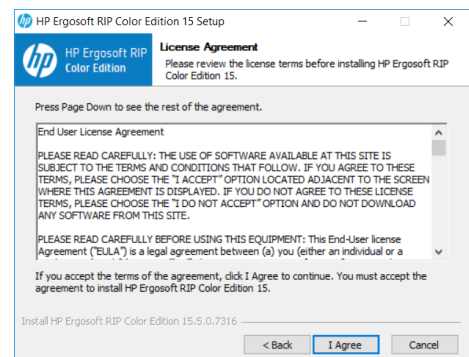 HP Ergosoft RIP Color Edition 15 Setup
hp
HP Ergosoft RIP
Color Edition
License Agreement
Please review the license terms before installing HP Ergosoft RIP
Color Edition 15.
Press Page Down to see the rest of the agreement.
End User License Agreement
PLEASE READ CAREFULLY: THE USE OF SOFTWARE AVAILABLE AT THIS SITE IS
SUBJECT TO THE TERMS AND CONDITIONS THAT FOLLOW. IF YOU AGREE TO THESE
TERMS, PLEASE CHOOSE THE "I ACCEPT" OPTION LOCATED ADJACENT TO THE SCREEN
WHERE THIS AGREEMENT IS DISPLAYED. IF YOU DO NOT AGREE TO THESE LICENSE
TERMS, PLEASE CHOOSE THE "I DO NOT ACCEPT" OPTION AND DO NOT DOWNLOAD
ANY SOFTWARE FROM THIS SITE.
PLEASE READ CAREFULLY BEFORE USING THIS EQUIPMENT: This End-User license
Agreement ("EULA") is a legal agreement between (a) you (either an individual or a
If you accept the terms of the agreement, click I Agree to continue. You must accept the
agreement to install HP Ergosoft RIP Color Edition 15.
Install HP Ergosoft RIP Color Edition 15.5.0.7316
< Back
I Agree
Cancel